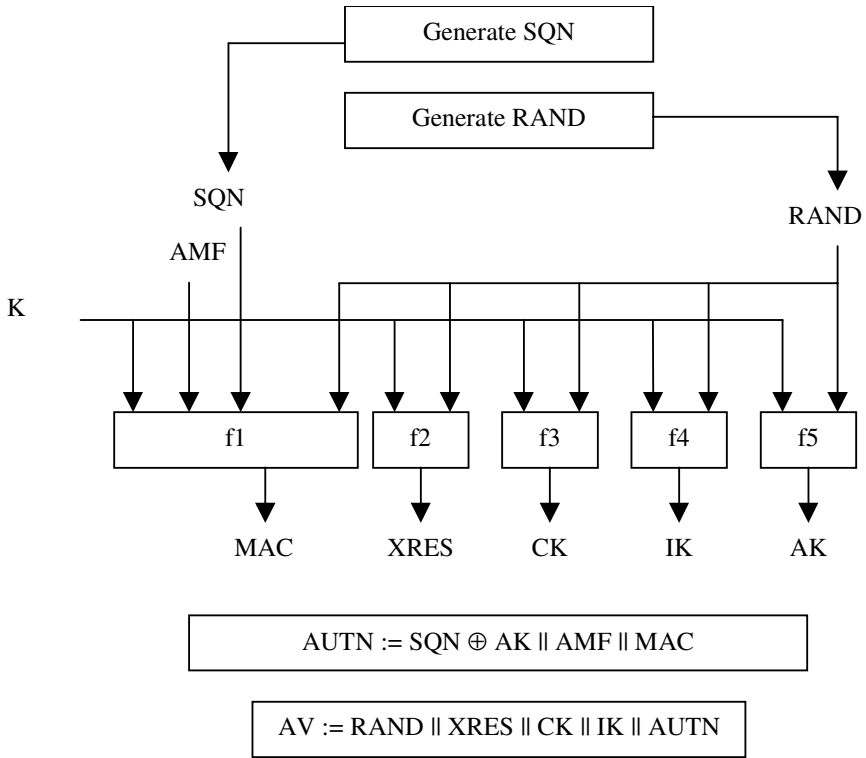 Generate SQN
Generate RAND
SQN
RAND
AMF
K
f1 f2 f3 f4 f5
MAC XRES CK IK AK
AUTN := SQN ⊕ AK || AMF || MAC
AV := RAND || XRES || CK || IK || AUTN